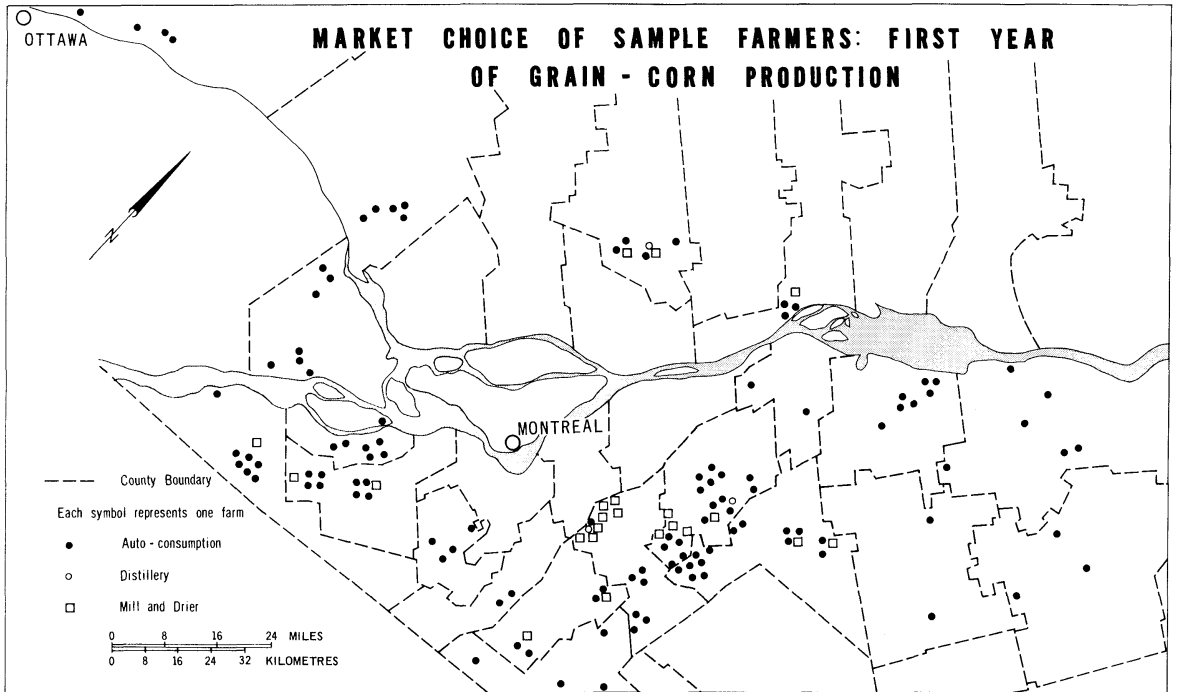 MARKET CHOICE OF SAMPLE FARMERS: FIRST YEAR
OF GRAIN - CORN PRODUCTION
OTTAWA
N
MONTREAL
County Boundary
Each symbol represents one farm
Auto - consumption
Distillery
Mill and Drier
0 8 16 24 MILES
0 8 16 24 32 KILOMETRES